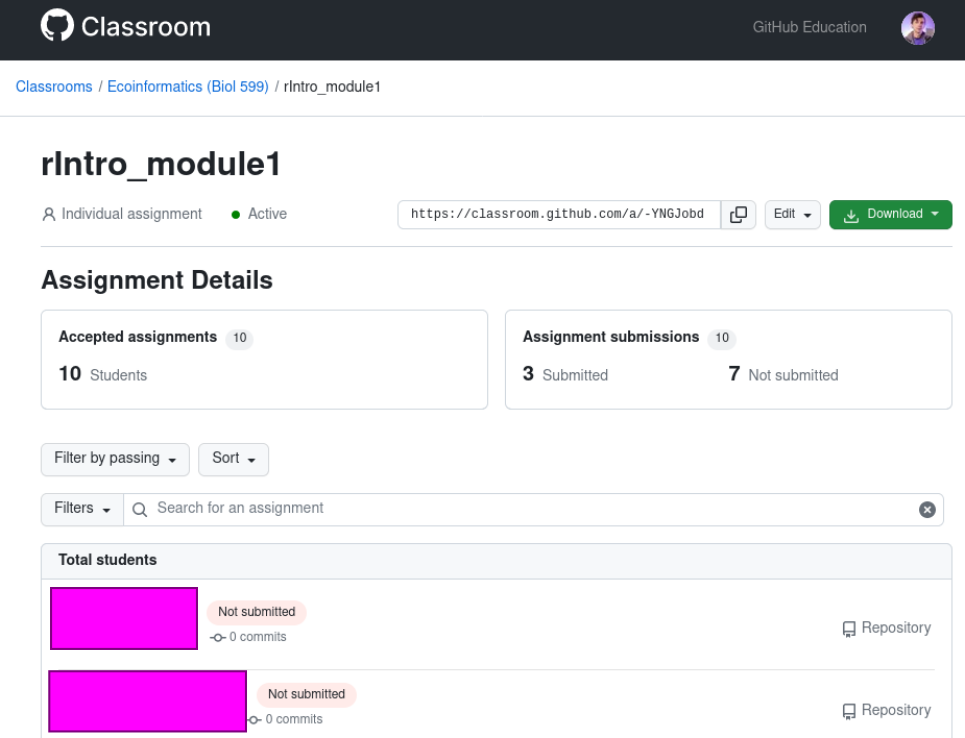 Classroom
GitHub Education
Classrooms / Ecoinformatics (Biol 599) / rIntro_module1
rIntro_module1
Individual assignment
Active
https://classroom.github.com/a/-YNGJobd
Edit
Download
Assignment Details
Accepted assignments 10
10 Students
Assignment submissions 10
3 Submitted
7 Not submitted
Filter by passing
Sort
Filters
Search for an assignment
Total students
Not submitted
0 commits
Repository
Not submitted
0 commits
Repository